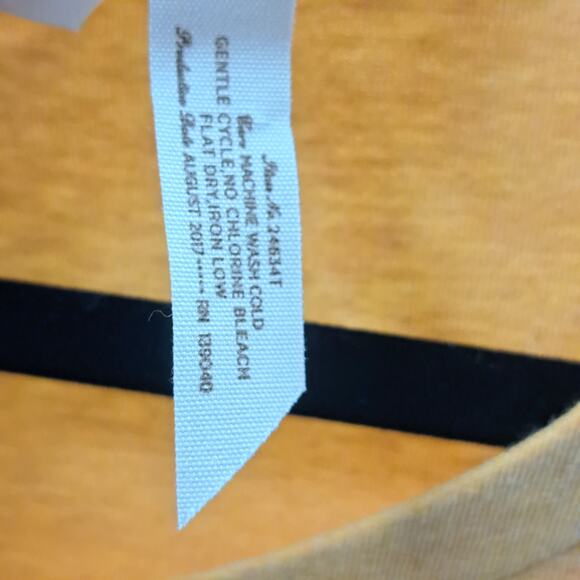 Item No. 24634T
Care MACHINE WASH COLD
GENTLE CYCLE,NO CHLORINE BLEACH
FLAT DRY,IRON LOW
Production Date AUGUST 2017***** RN 139040